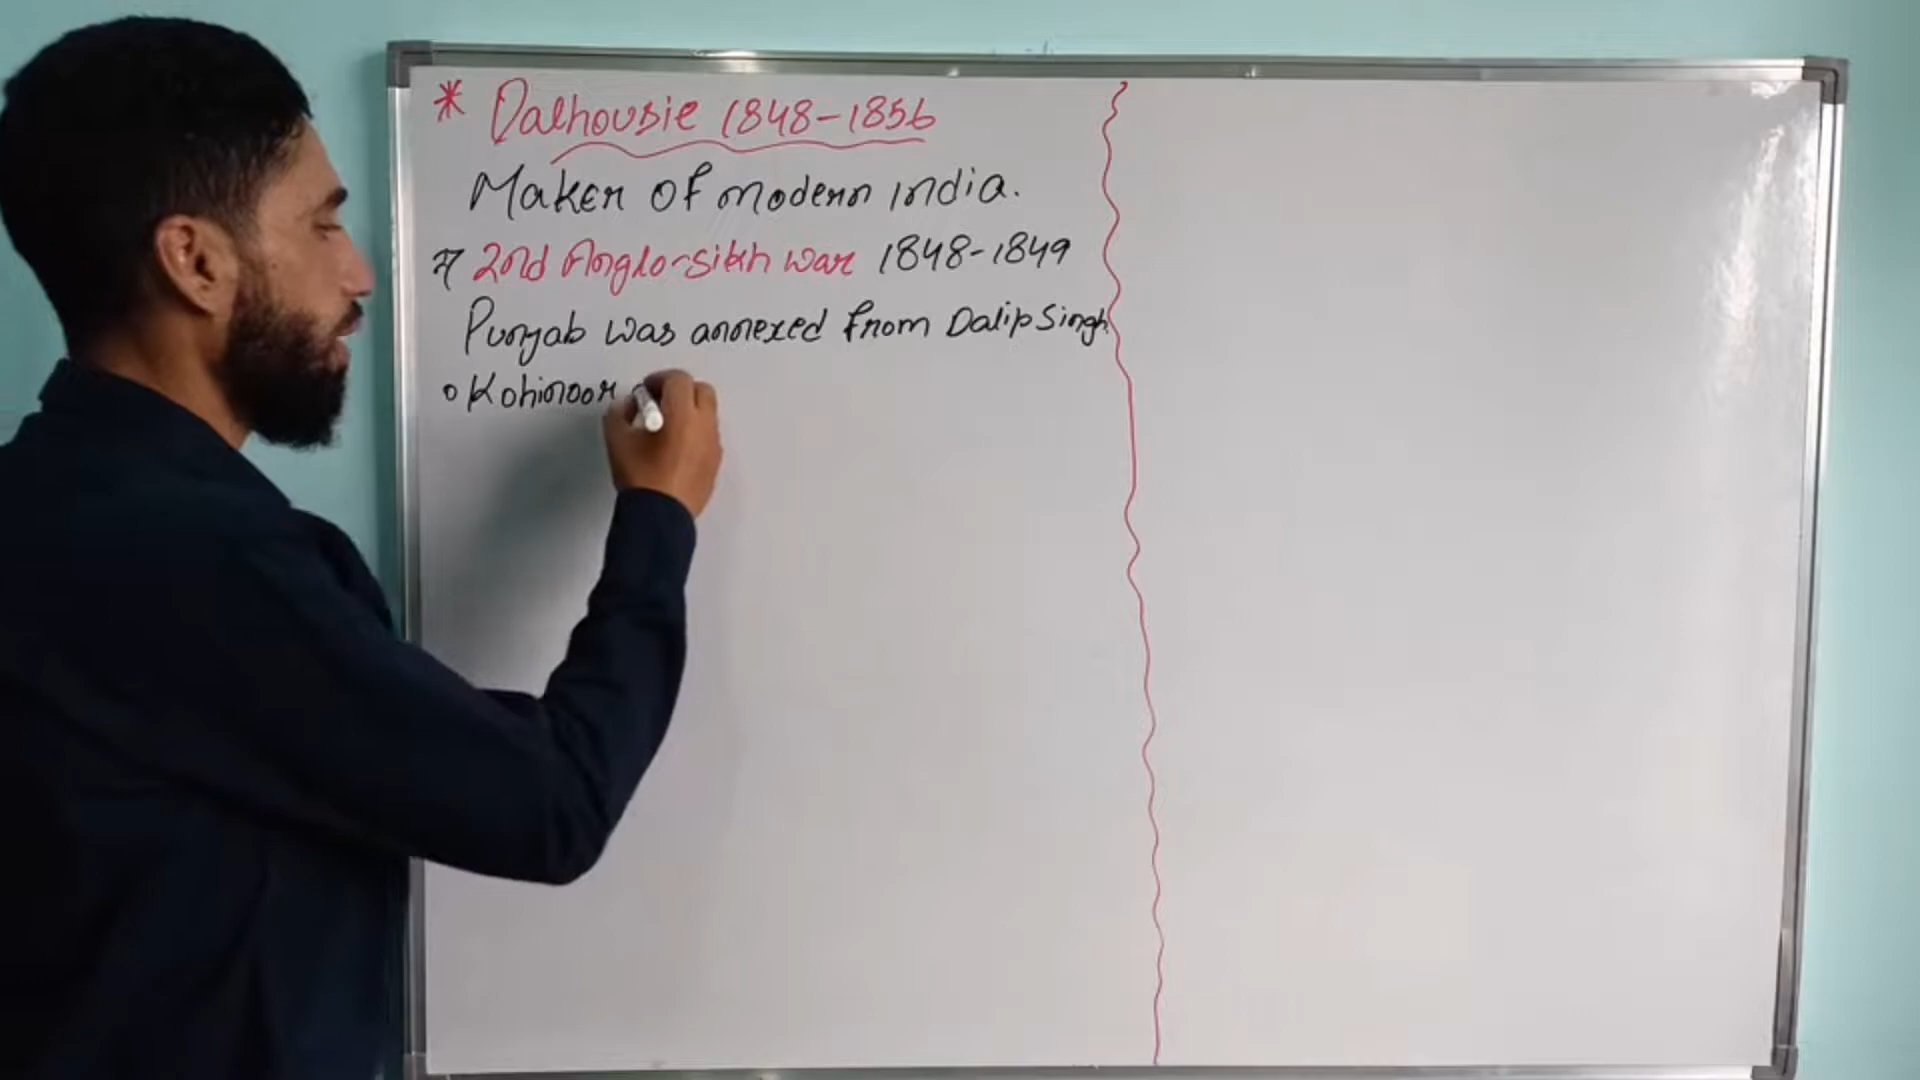 * Dalhousie 1848-1856
Maker of modern india.
⇒ 2nd Anglo-sikh war 1848-1849
Punjab was annexed from Dalip Singh.
o Kohinoor